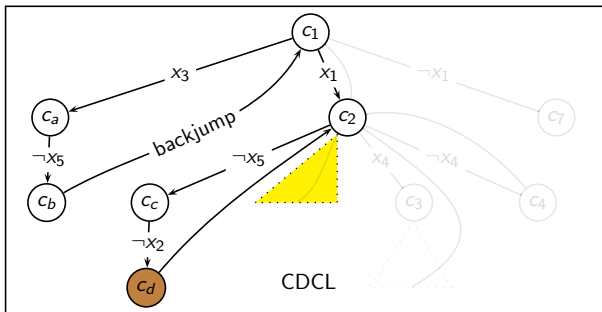 c1
x3
x1
¬x1
ca
c2
c7
backjump
¬x5
¬x5
x4
¬x4
cb
cc
c3
c4
¬x2
cd
CDCL